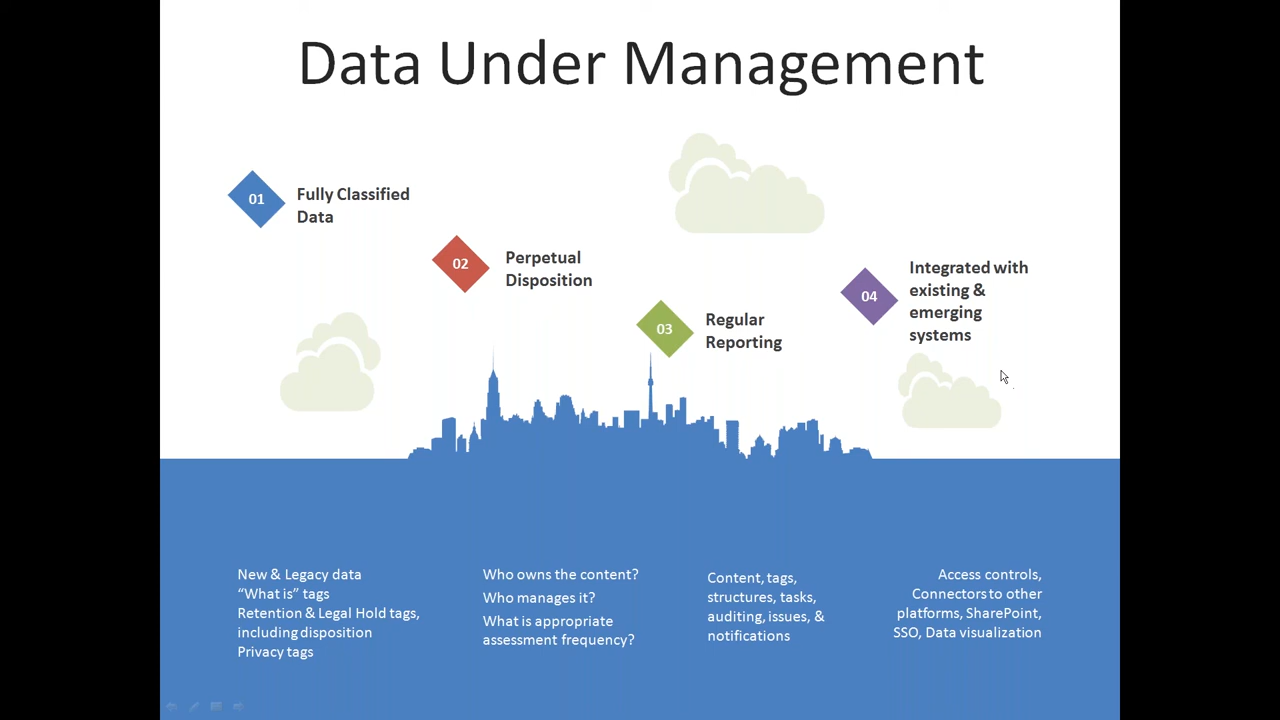 Data Under Management
01
Fully Classified
Data
02
Perpetual
Disposition
03
Regular
Reporting
04
Integrated with
existing &
emerging
systems
New & Legacy data
“What is” tags
Retention & Legal Hold tags,
including disposition
Privacy tags
Who owns the content?
Who manages it?
What is appropriate
assessment frequency?
Content, tags,
structures, tasks,
auditing, issues, &
notifications
Access controls,
Connectors to other
platforms, SharePoint,
SSO, Data visualization